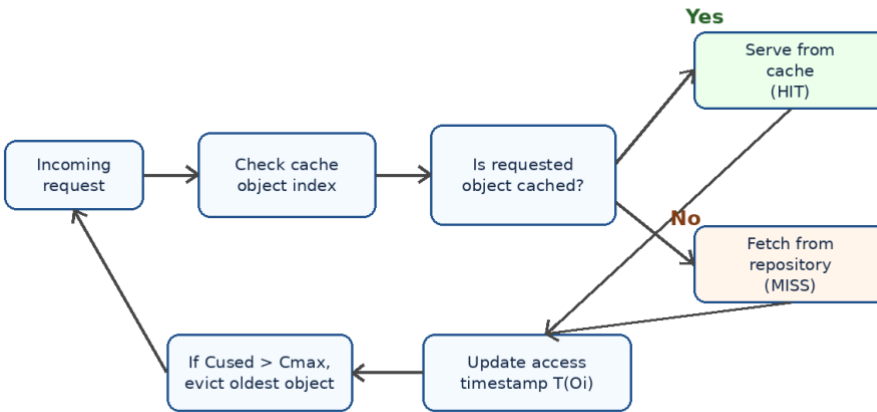 Yes
Serve from
cache
(HIT)
Incoming
request
Check cache
object index
Is requested
object cached?
No
Fetch from
repository
(MISS)
If Cused > Cmax,
evict oldest object
Update access
timestamp T(Oi)